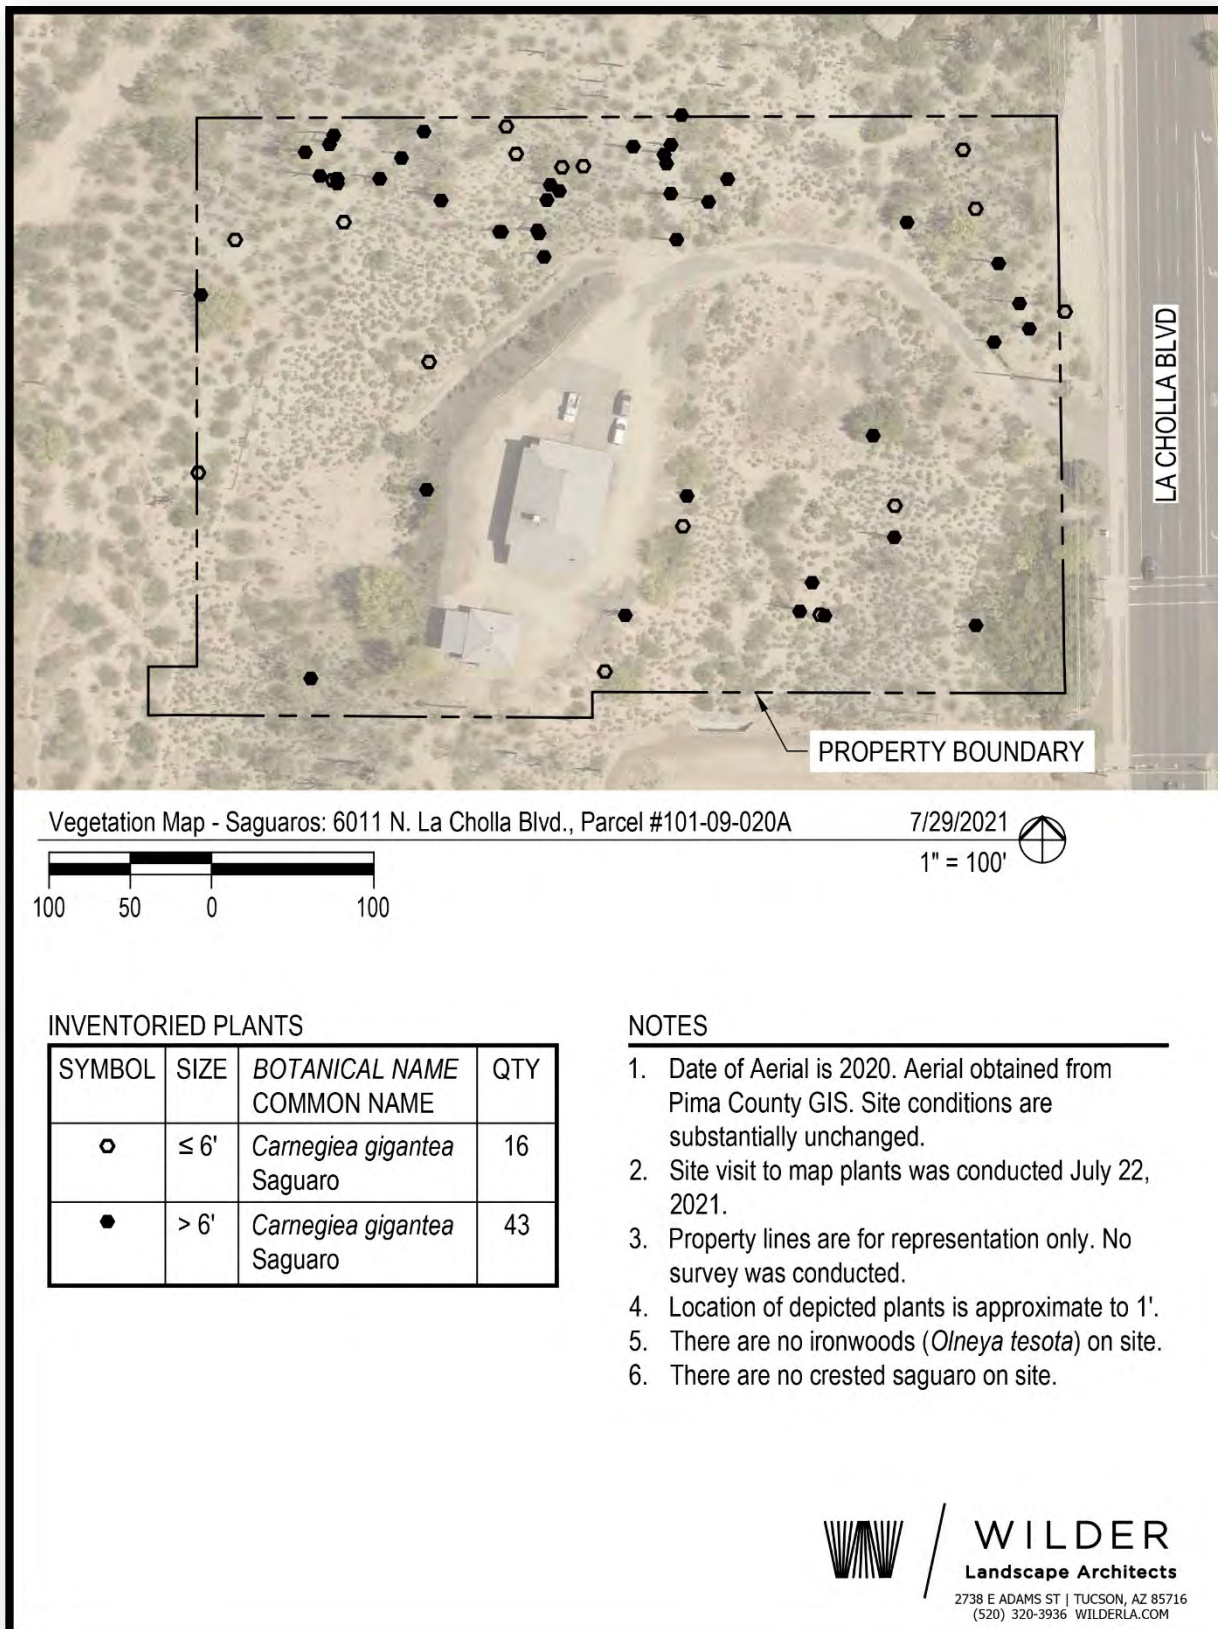 LA CHOLLA BLVD
PROPERTY BOUNDARY
Vegetation Map - Saguaros: 6011 N. La Cholla Blvd., Parcel #101-09-020A
7/29/2021
1" = 100'
100 50 0 100
INVENTORIED PLANTS
SYMBOL SIZE BOTANICAL NAME QTY
COMMON NAME
≤ 6' Carnegiea gigantea 16
Saguaro
> 6' Carnegiea gigantea 43
Saguaro
NOTES
1. Date of Aerial is 2020. Aerial obtained from
Pima County GIS. Site conditions are
substantially unchanged.
2. Site visit to map plants was conducted July 22,
2021.
3. Property lines are for representation only. No
survey was conducted.
4. Location of depicted plants is approximate to 1'.
5. There are no ironwoods (Olneya tesota) on site.
6. There are no crested saguaro on site.
WILDER
Landscape Architects
2738 E ADAMS ST | TUCSON, AZ 85716
(520) 320-3936 WILDERLA.COM